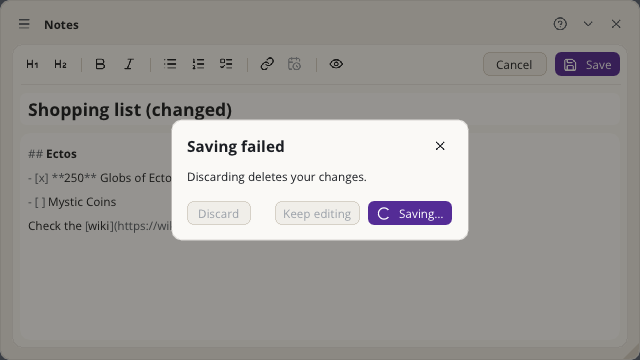 Notes
H1 H2 B I Cancel Save
Shopping list (changed)
## Ectos
- [x] **250** Globs of Ecto
- [ ] Mystic Coins
Check the [wiki](https://wi
Saving failed
Discarding deletes your changes.
Discard Keep editing Saving...